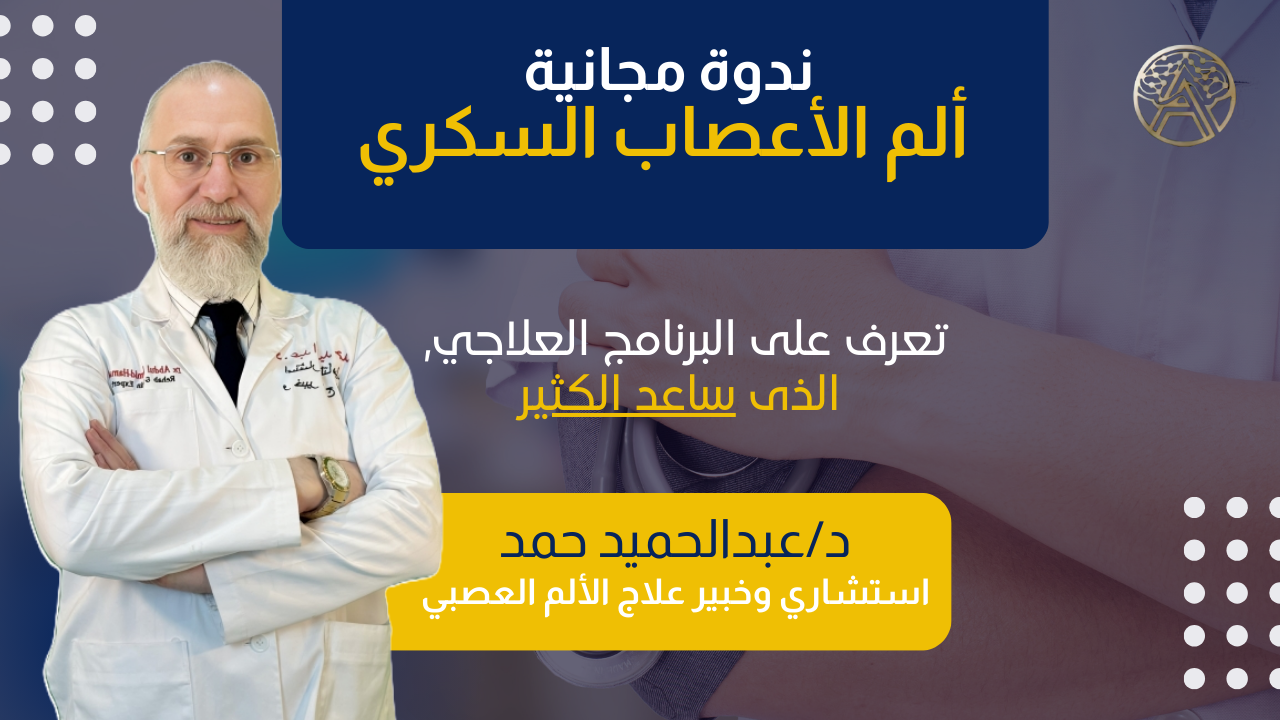 ندوة مجانية
ألم الأعصاب السكري
تعرف على البرنامج العلاجي,
الذى ساعد الكثير
د/عبدالحميد حمد
استشاري وخبير علاج الألم العصبي